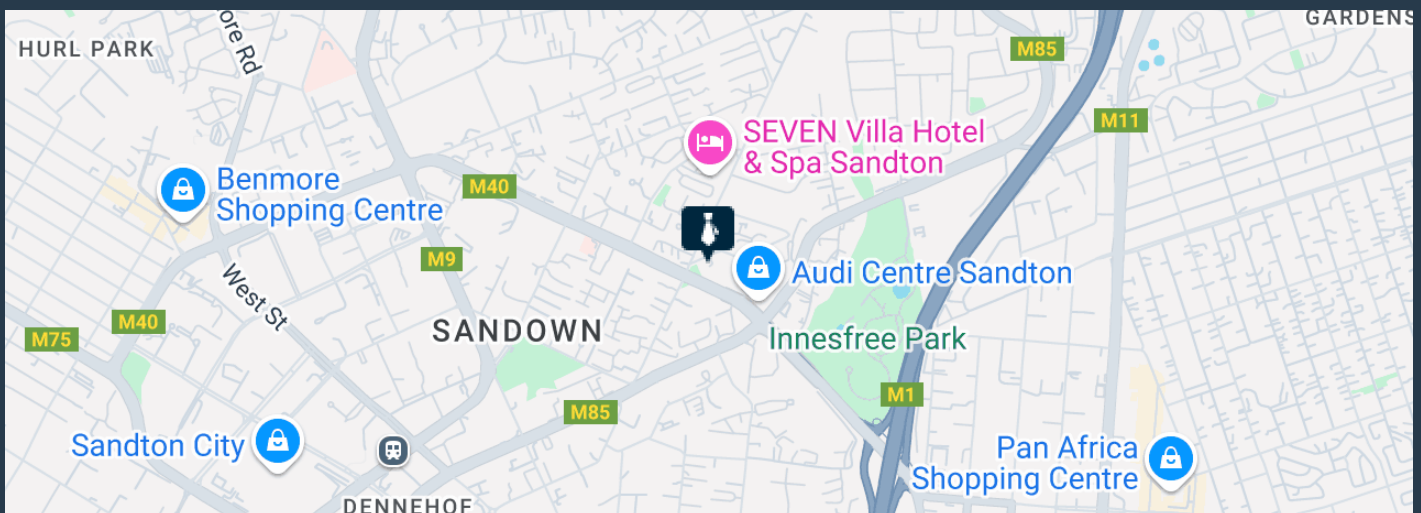 GARDENS
HURL PARK
ore Rd
M85
M11
SEVEN Villa Hotel
& Spa Sandton
Benmore
Shopping Centre
M40
M9
Audi Centre Sandton
West St
M40
M75
SANDOWN
Innesfree Park
M1
M85
Sandton City
Pan Africa
Shopping Centre
DENNEHOF